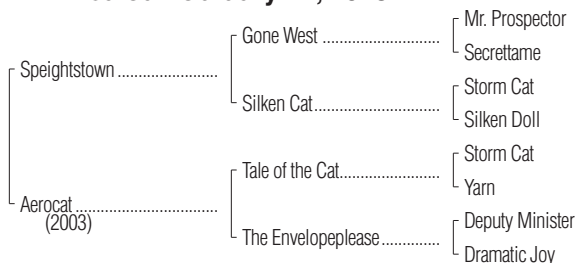 Mr. Prospector
Gone West
Secrettame
Speightstown
Storm Cat
Silken Cat
Silken Doll
Storm Cat
Tale of the Cat
Yarn
Aerocat
(2003)
Deputy Minister
The Envelopeplease
Dramatic Joy